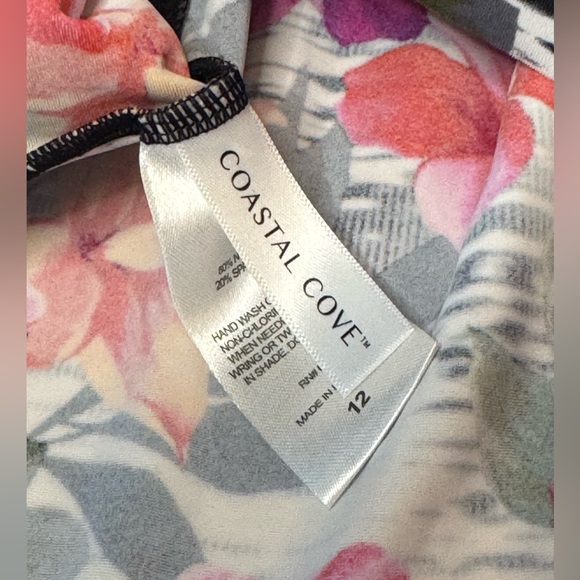 COASTAL COVE™
80% N
20% SP
HAND WASH C
NON-CHLORI
WHEN NEED
WRING OR TW
IN SHADE. D
RN#
MADE IN
12